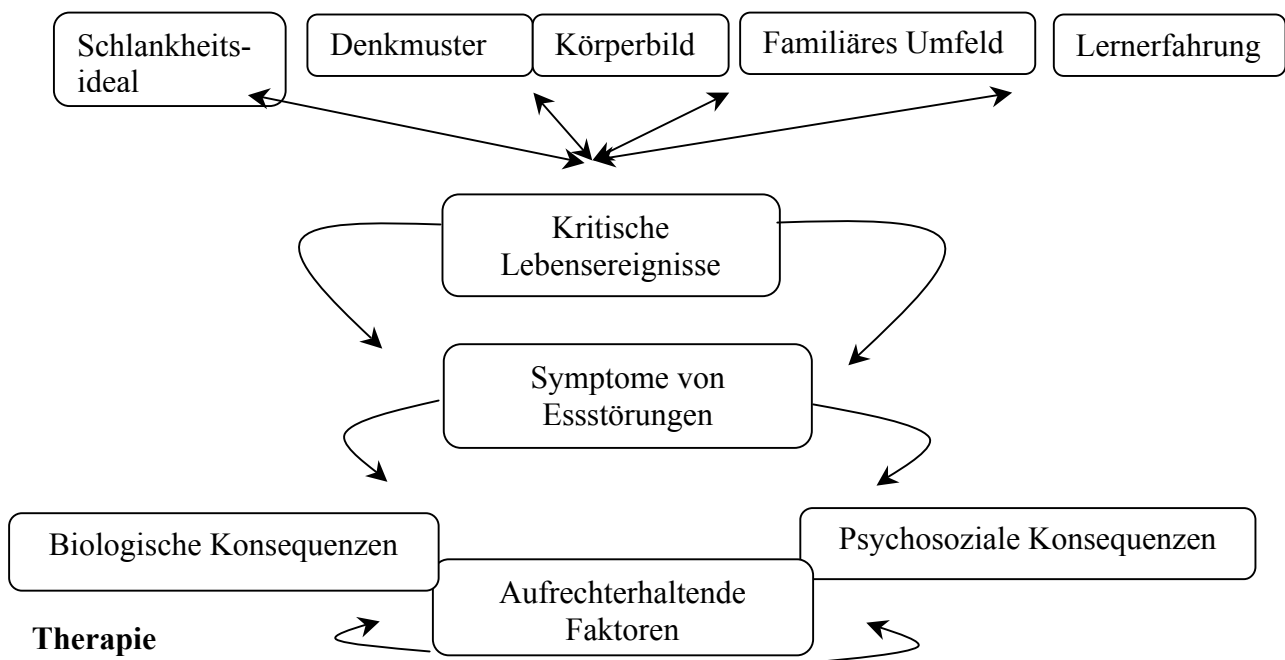 Schlankheits-
ideal
Denkmuster
Körperbild
Familiäres Umfeld
Lernerfahrung
Kritische
Lebensereignisse
Symptome von
Essstörungen
Biologische Konsequenzen
Psychosoziale Konsequenzen
Aufrechterhaltende
Faktoren
Therapie